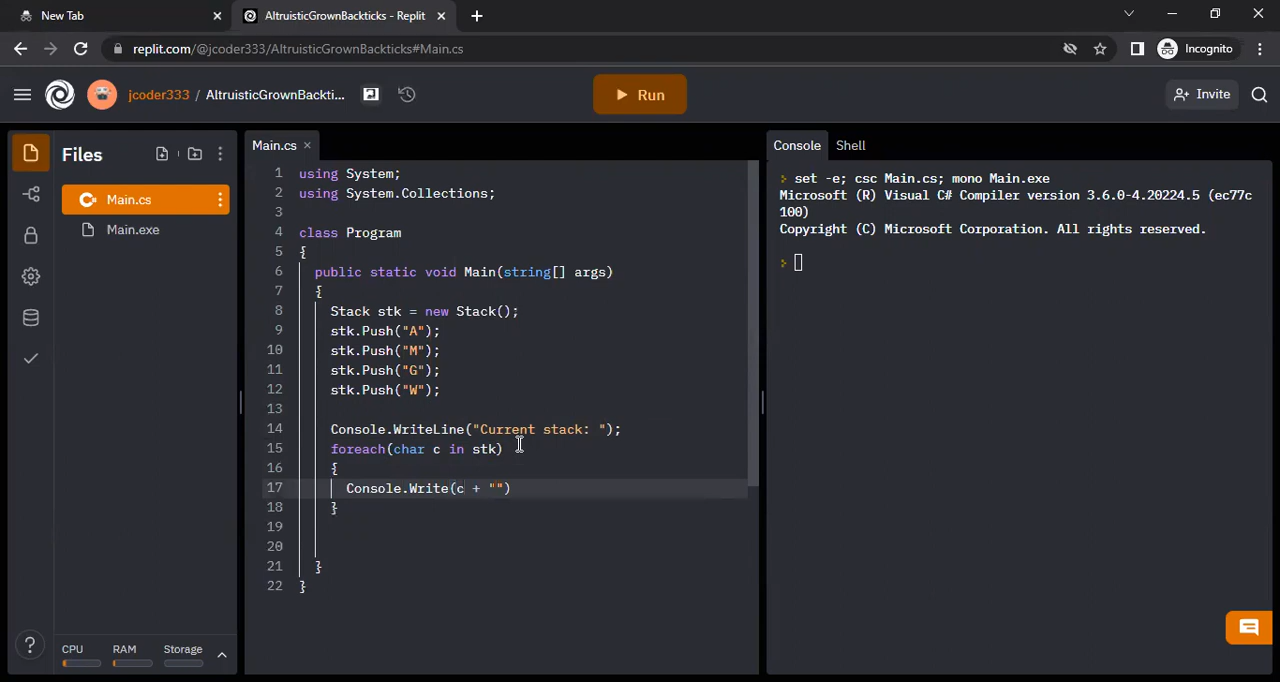 New Tab
AltruisticGrownBackticks - Replit
replit.com/@jcoder333/AltruisticGrownBackticks#Main.cs
Incognito
jcoder333 / AltruisticGrownBackti...
Run
Invite
Files
Main.cs
Main.exe
CPU
RAM
Storage
?
Main.cs
1 using System;
2 using System.Collections;
3
4 class Program
5 {
6 public static void Main(string[] args)
7 {
8 Stack stk = new Stack();
9 stk.Push("A");
10 stk.Push("M");
11 stk.Push("G");
12 stk.Push("W");
13
14 Console.WriteLine("Current stack: ");
15 foreach(char c in stk)
16 {
17 Console.Write(c + "")
18 }
19
20
21 }
22 }
Console
Shell
set -e; csc Main.cs; mono Main.exe
Microsoft (R) Visual C# Compiler version 3.6.0-4.20224.5 (ec77c
100)
Copyright (C) Microsoft Corporation. All rights reserved.